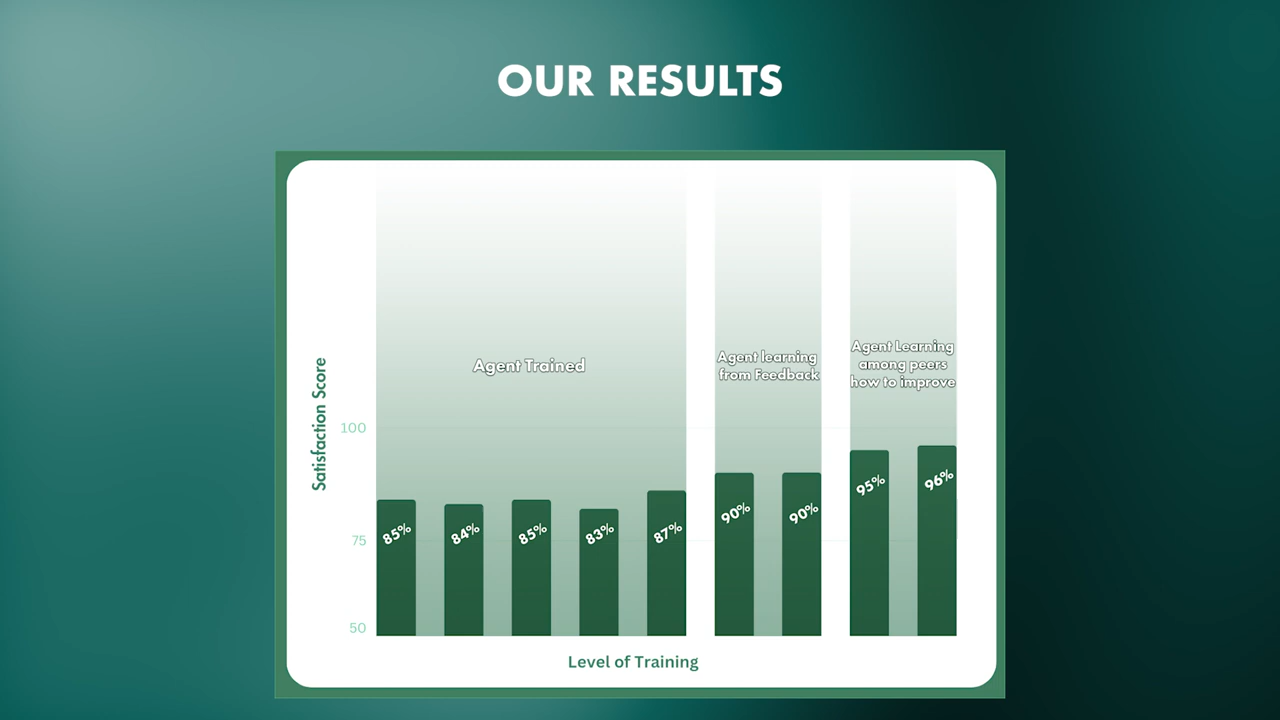 OUR RESULTS
Agent Trained
Agent learning
from Feedback
Agent Learning
among peers
how to improve
Satisfaction Score
100
75
50
85%
84%
85%
83%
87%
90%
90%
95%
96%
Level of Training